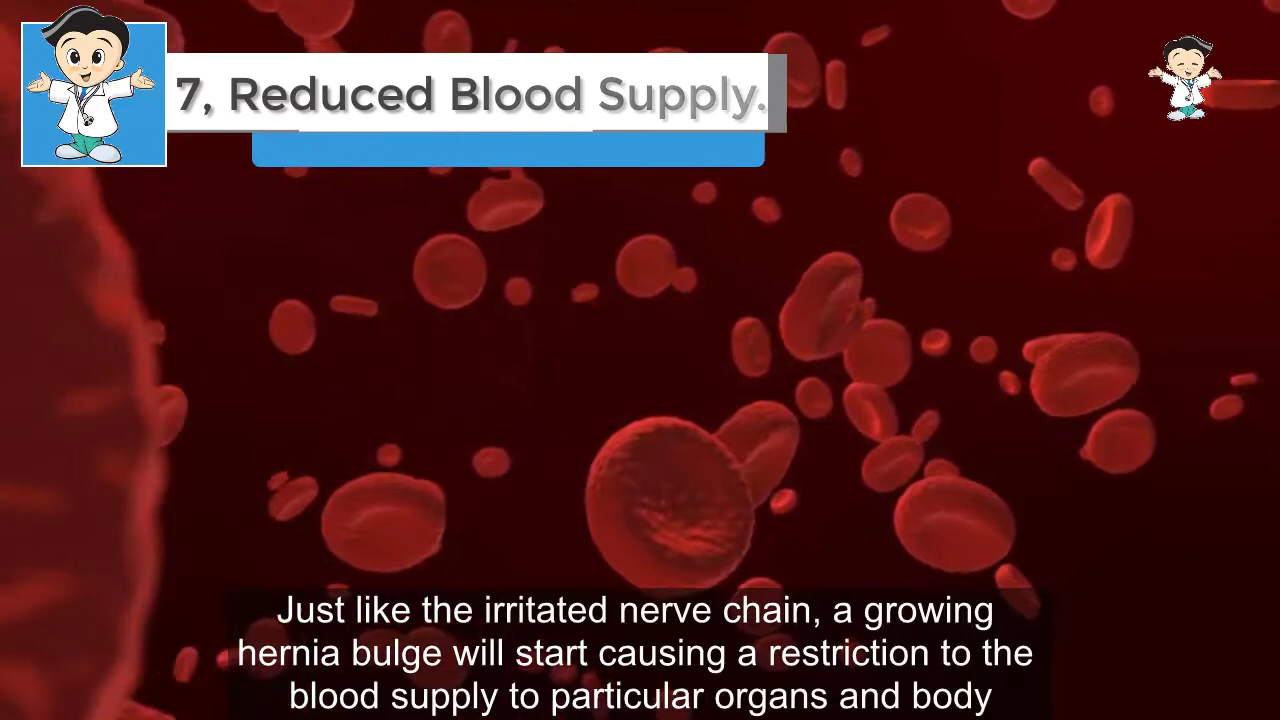 7, Reduced Blood Supply.
Just like the irritated nerve chain, a growing
hernia bulge will start causing a restriction to the
blood supply to particular organs and body